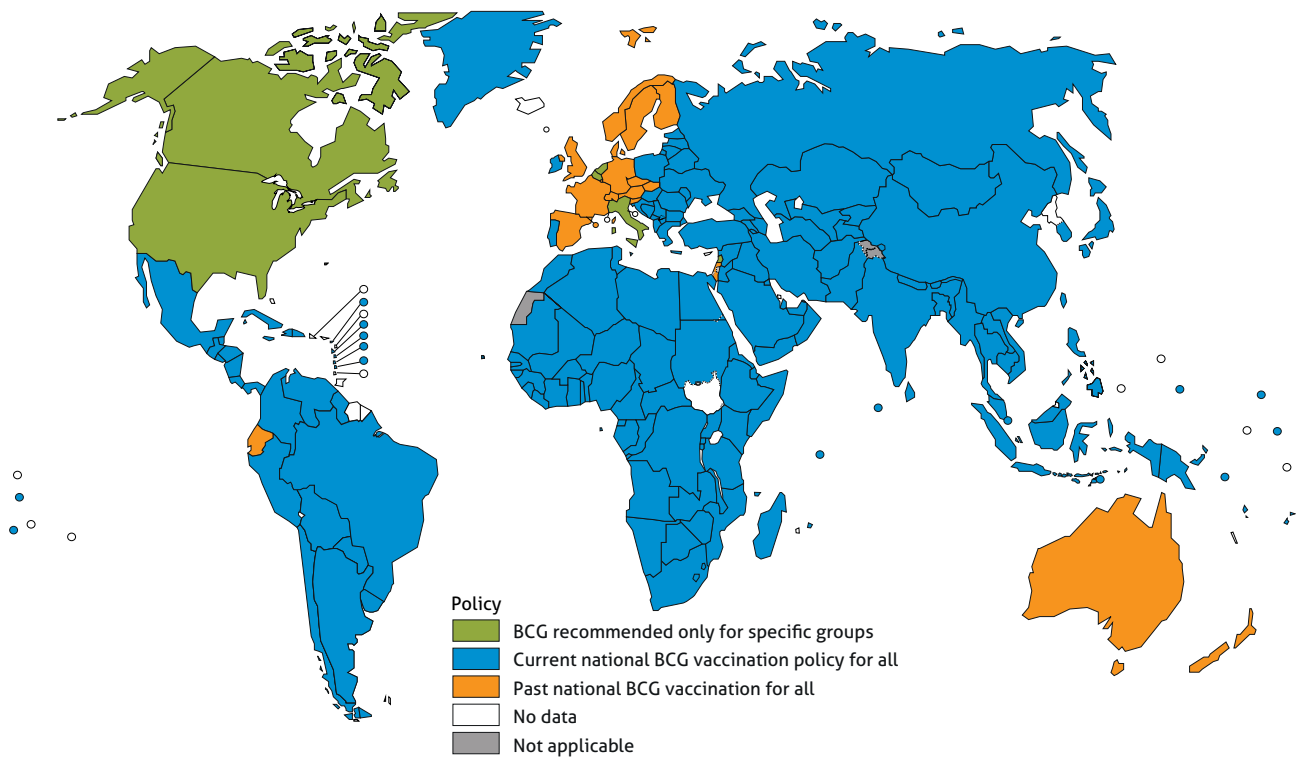 Policy
BCG recommended only for specific groups
Current national BCG vaccination policy for all
Past national BCG vaccination for all
No data
Not applicable